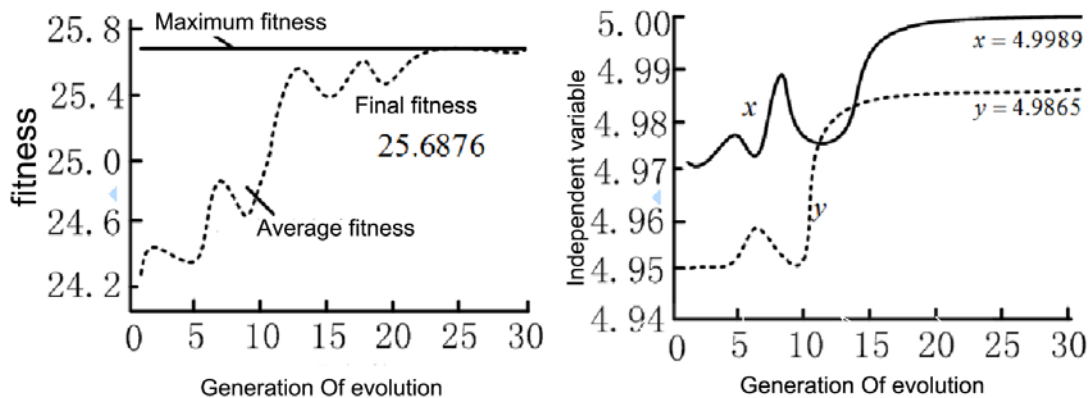 25.8
Maximum fitness
25.4
Final fitness
25.6876
25.0
fitness
24.6
Average fitness
24.2
0 5 10 15 20 25 30
Generation Of evolution
5.00
x = 4.9989
4.99
x
y = 4.9865
4.98
4.97
Independent variable
4.96
y
4.95
4.94
0 5 10 15 20 25 30
Generation Of evolution